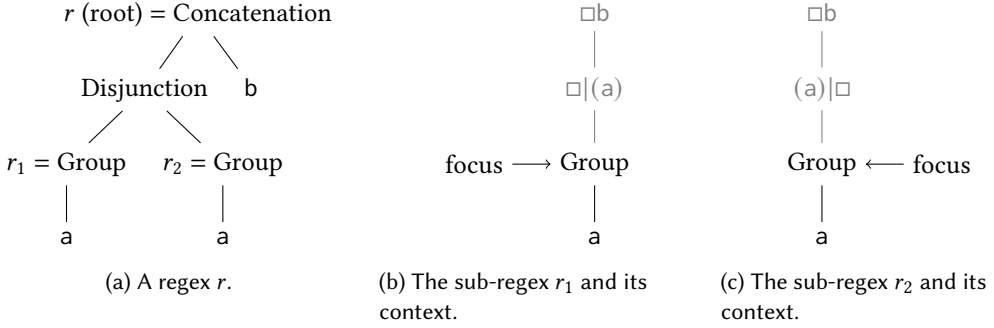 r (root) = Concatenation
Disjunction b
r₁ = Group r₂ = Group
a a
(a) A regex r.
□b
□|(a)
focus → Group
a
(b) The sub-regex r₁ and its
context.
□b
(a)|□
Group ← focus
a
(c) The sub-regex r₂ and its
context.